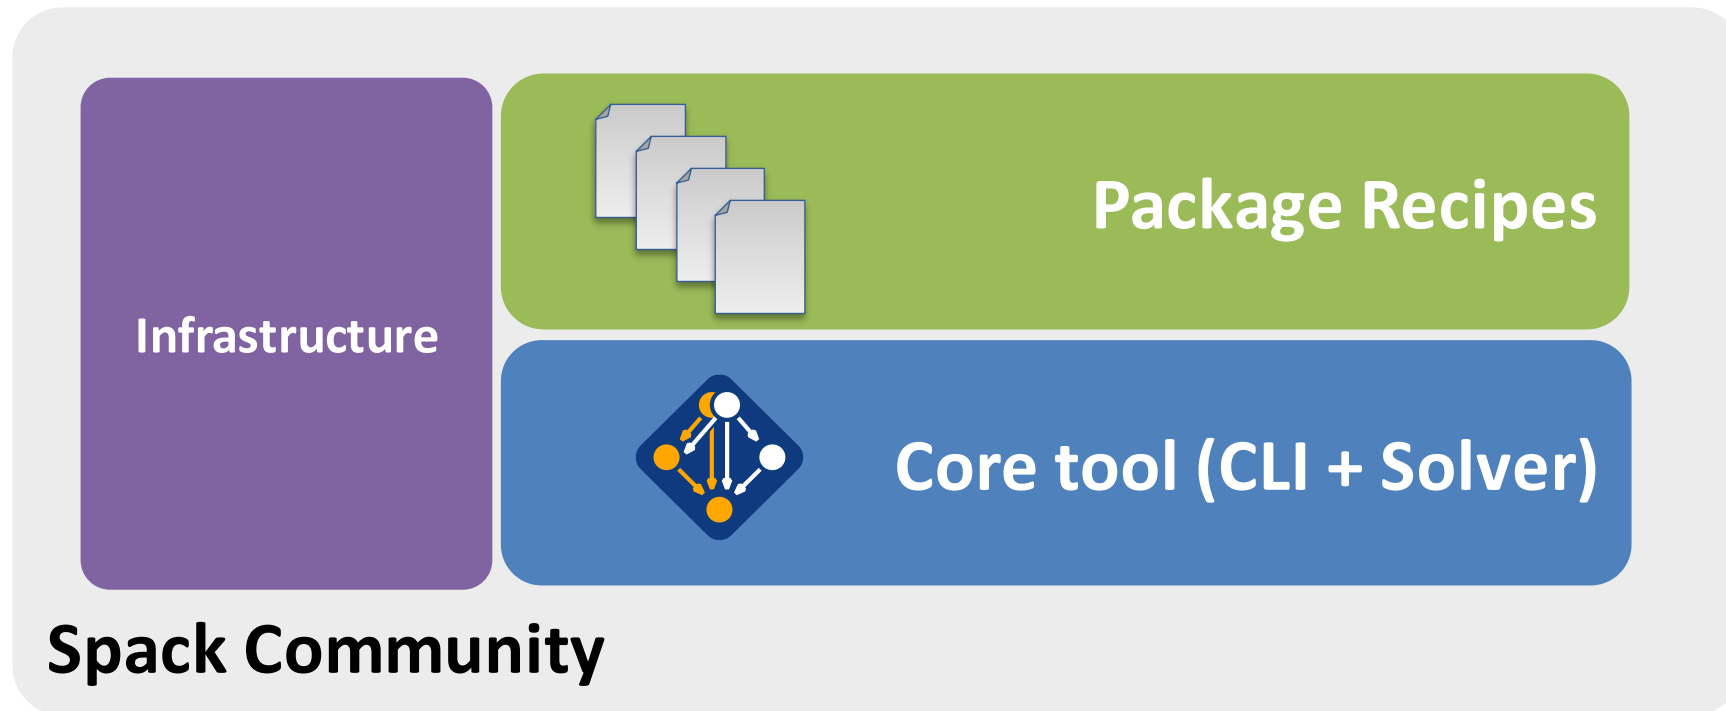 Package Recipes
Infrastructure
Core tool (CLI + Solver)
Spack Community